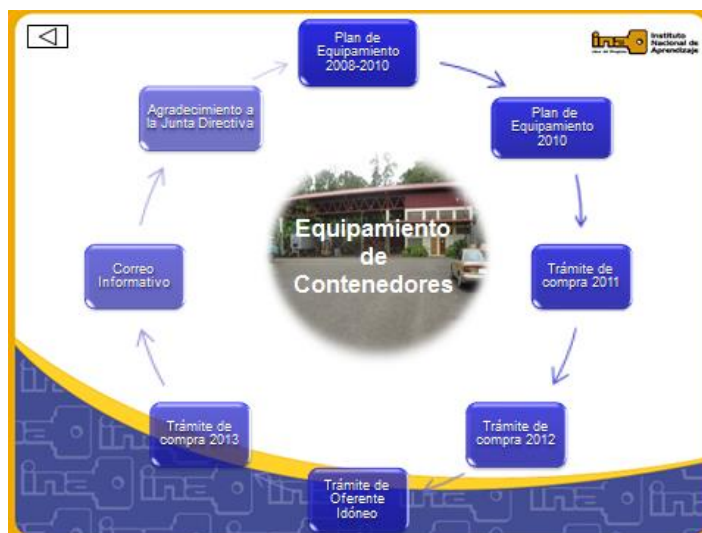 Plan de
Equipamiento
2008-2010
ina
Instituto
Nacional de
Aprendizaje
Agradecimiento a
la Junta Directiva
Plan de
Equipamiento
2010
Equipamiento
de
Contenedores
Correo
Informativo
Trámite de
compra 2011
Trámite de
compra 2013
Trámite de
compra 2012
Trámite de
Oferente
Idóneo